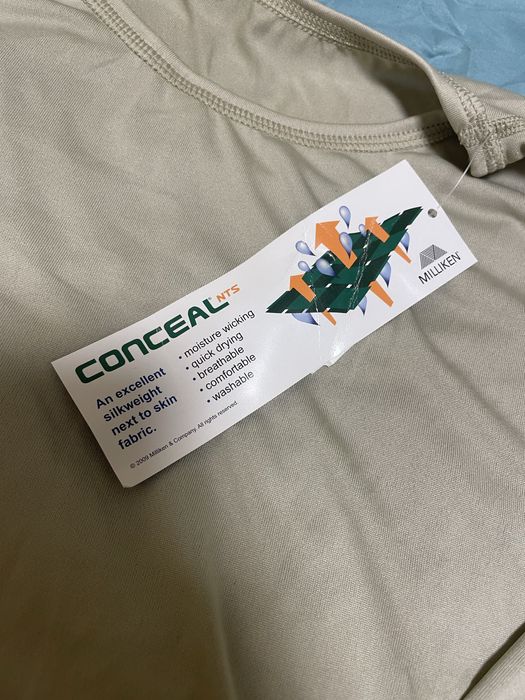 CONCEAL® NTS
An excellent
silkweight
next to skin
fabric.
• moisture wicking
• quick drying
• breathable
• comfortable
• washable
© 2009 Milliken & Company. All rights reserved.
MILLIKEN